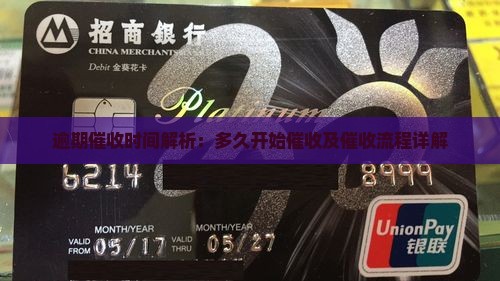 招商银行
CHINA MERCHANTS
Debit 金葵花卡
Platinum
逾期催收时间解析：多久开始催收及催收流程详解
6214 8999
MONTH/YEAR MONTH/YEAR
VALID FROM 05/17 VALID THRU 05/27
UnionPay
银联